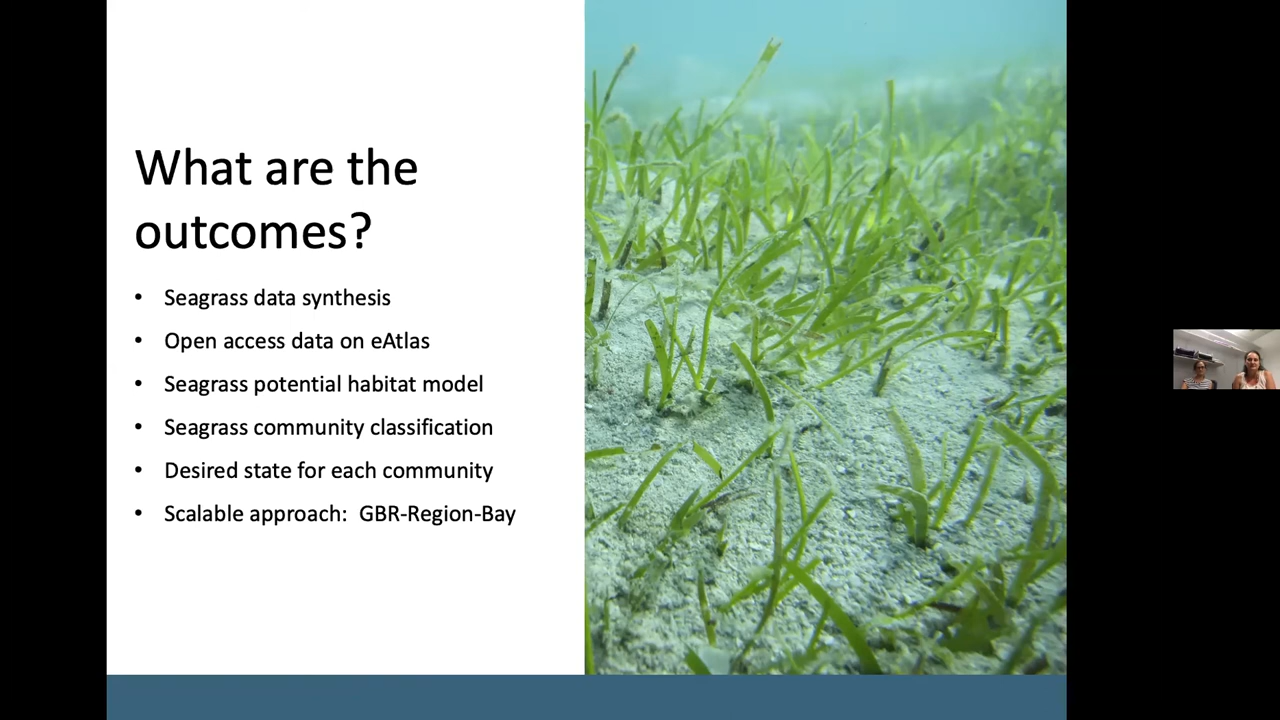 What are the
outcomes?
• Seagrass data synthesis
• Open access data on eAtlas
• Seagrass potential habitat model
• Seagrass community classification
• Desired state for each community
• Scalable approach:  GBR-Region-Bay